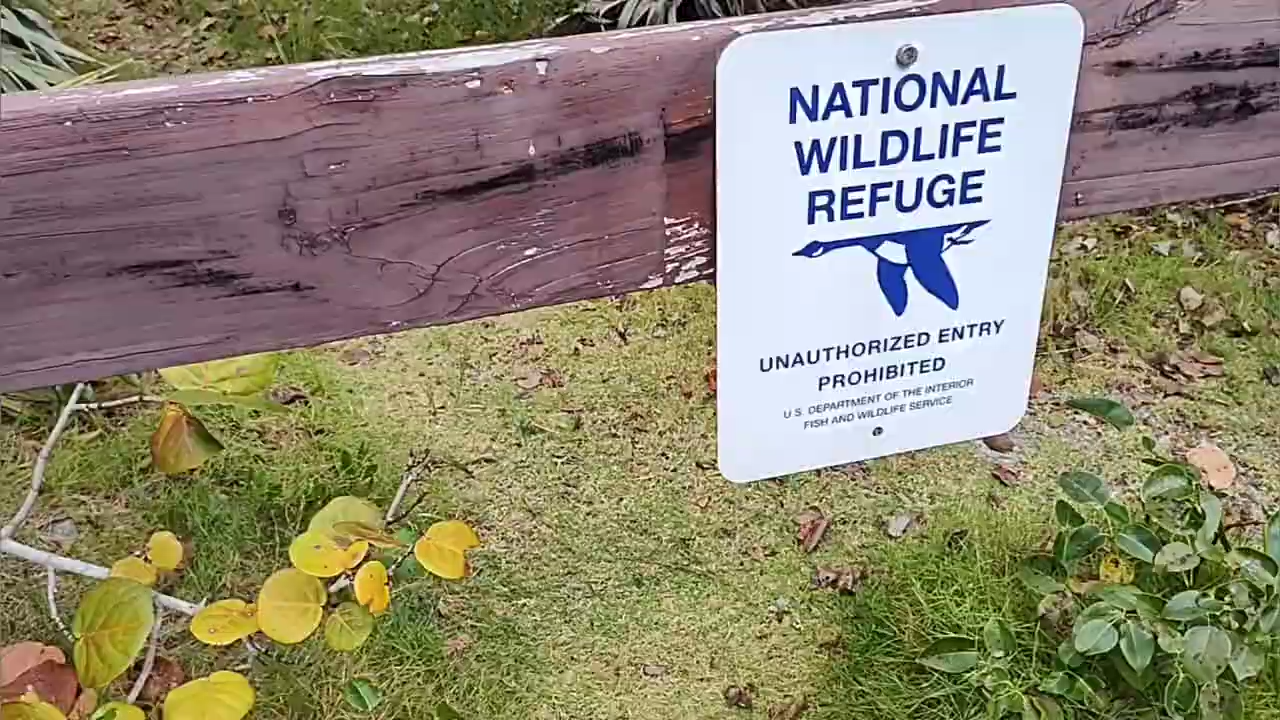 NATIONAL
WILDLIFE
REFUGE
UNAUTHORIZED ENTRY
PROHIBITED
U.S. DEPARTMENT OF THE INTERIOR
FISH AND WILDLIFE SERVICE